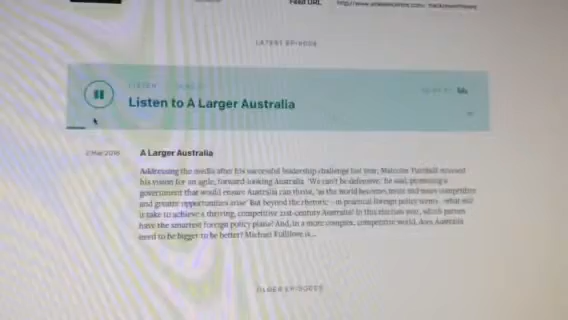 Feed URL
LATEST EPISODE
LISTEN
Listen to A Larger Australia
2 Mar 2016
A Larger Australia
Addressing the media after his successful leadership challenge last year, Malcolm Turnbull stressed
his vision for an agile, forward-looking Australia. 'We can't be defensive,' he said, promising a
government that would ensure Australia can thrive, 'as the world becomes more and more competitive
and greater opportunities arise.' But beyond the rhetoric – in practical foreign policy terms – what will
it take to achieve a thriving, competitive 21st-century Australia? In this election year, which parties
have the smartest foreign policy plans? And, in a more complex, competitive world, does Australia
need to be bigger to be better? Michael Fullilove is...
OLDER EPISODES